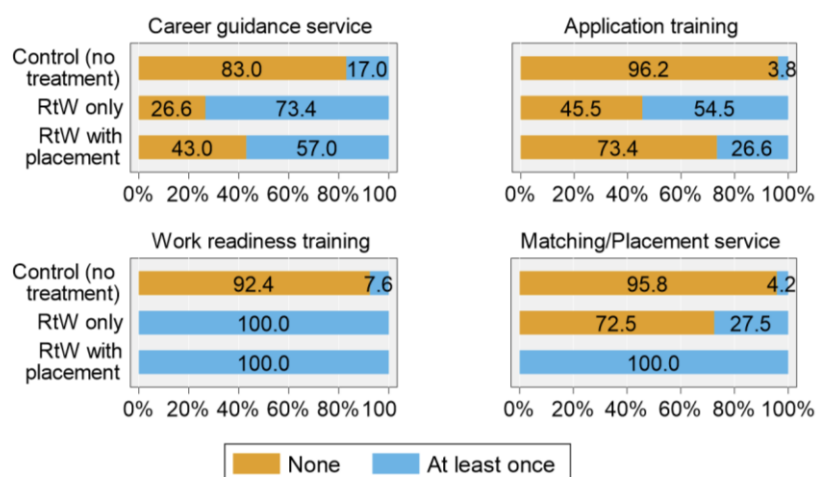 Career guidance service
Control (no
treatment)
83.0 17.0
RtW only
26.6 73.4
RtW with
placement
43.0 57.0
0% 20% 40% 60% 80% 100
Application training
96.2 3.8
45.5 54.5
73.4 26.6
0% 20% 40% 60% 80% 100%
Work readiness training
Control (no
treatment)
92.4 7.6
RtW only
100.0
RtW with
placement
100.0
0% 20% 40% 60% 80% 100%
Matching/Placement service
95.8 4.2
72.5 27.5
100.0
0% 20% 40% 60% 80% 100%
None At least once